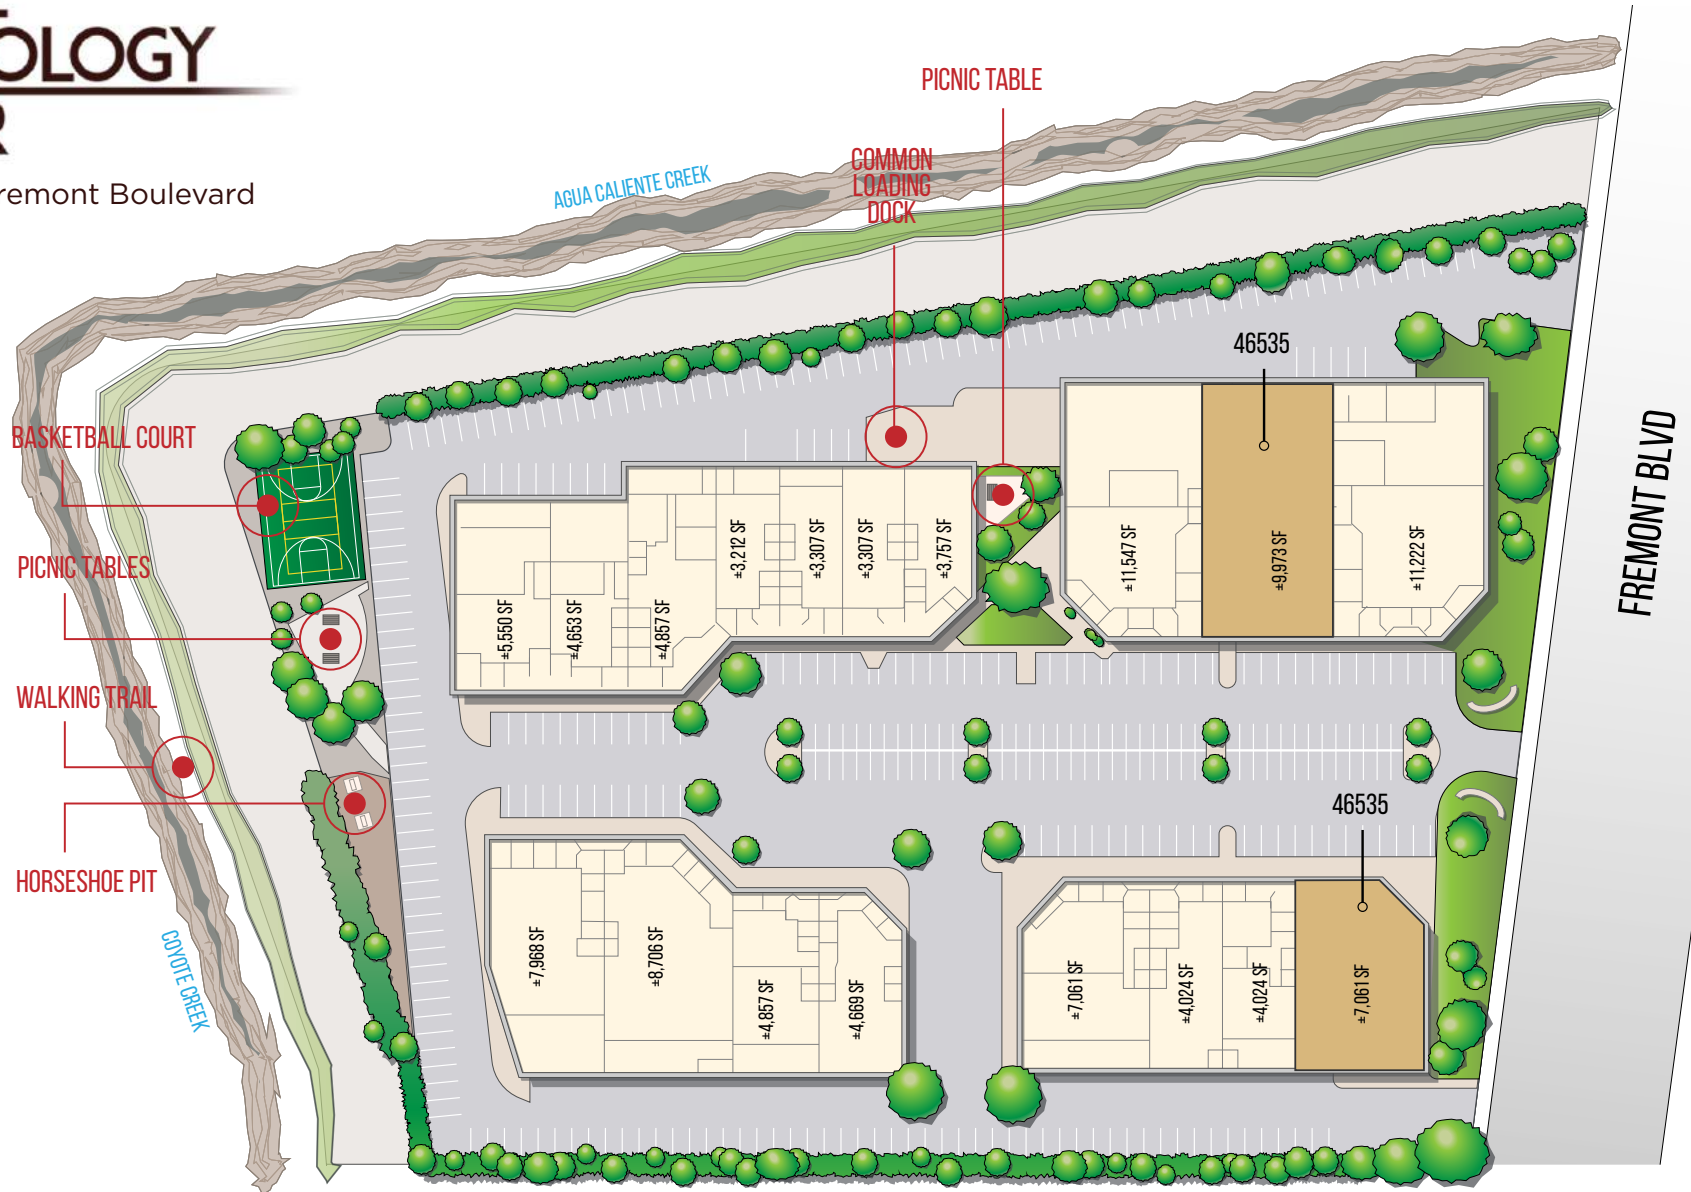 OLOGY
R
remont Boulevard
PICNIC TABLE
COMMON
LOADING
DOCK
AGUA CALIENTE CREEK
46535
BASKETBALL COURT
PICNIC TABLES
WALKING TRAIL
HORSESHOE PIT
COYOTE CREEK
FREMONT BLVD
±5,550 SF
±4,653 SF
±4,857 SF
±3,212 SF
±3,307 SF
±3,307 SF
±3,757 SF
±11,547 SF
±9,973 SF
±11,222 SF
46535
±7,968 SF
±8,706 SF
±4,857 SF
±4,669 SF
±7,061 SF
±4,024 SF
±4,024 SF
±7,061 SF